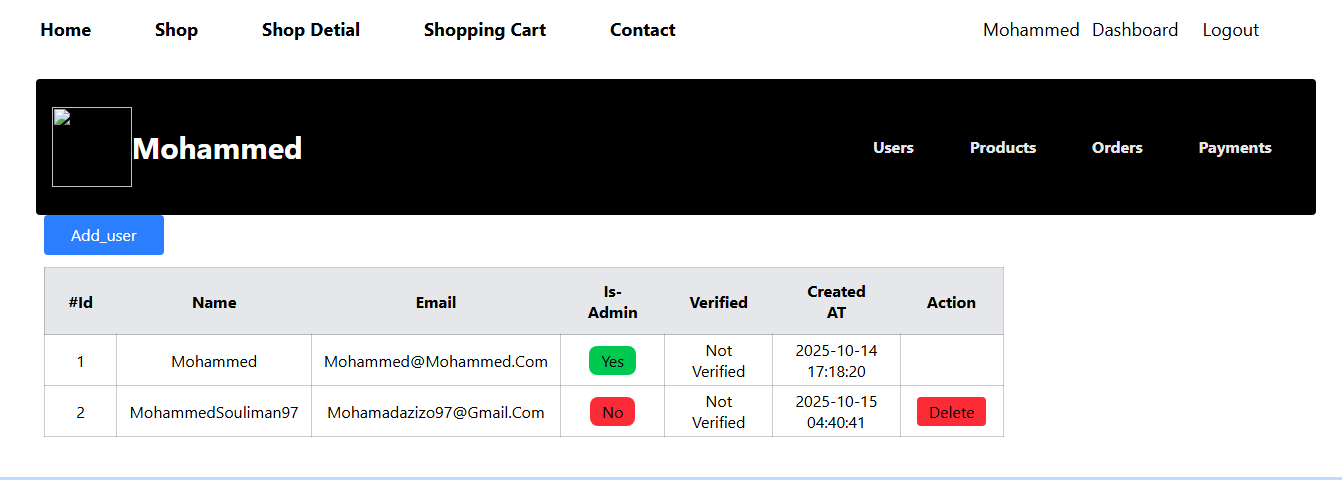 Home Shop Shop Detial Shopping Cart Contact Mohammed Dashboard Logout
Mohammed Users Products Orders Payments
Add_user
#Id Name Email Is-Admin Verified Created AT Action
1 Mohammed Mohammed@Mohammed.Com Yes Not Verified 2025-10-14 17:18:20
2 MohammedSouliman97 Mohamadazizo97@Gmail.Com No Not Verified 2025-10-15 04:40:41 Delete